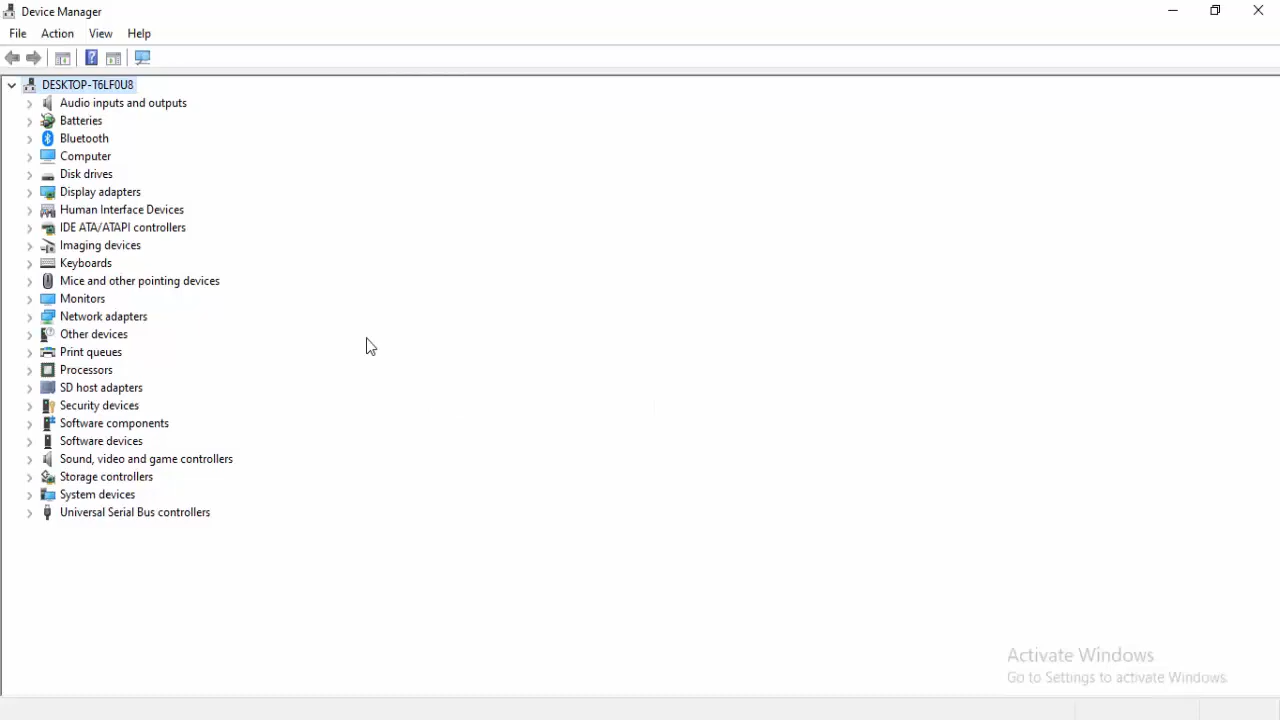 Device Manager
File Action View Help
DESKTOP-T6LF0U8
Audio inputs and outputs
Batteries
Bluetooth
Computer
Disk drives
Display adapters
Human Interface Devices
IDE ATA/ATAPI controllers
Imaging devices
Keyboards
Mice and other pointing devices
Monitors
Network adapters
Other devices
Print queues
Processors
SD host adapters
Security devices
Software components
Software devices
Sound, video and game controllers
Storage controllers
System devices
Universal Serial Bus controllers
Activate Windows
Go to Settings to activate Windows.